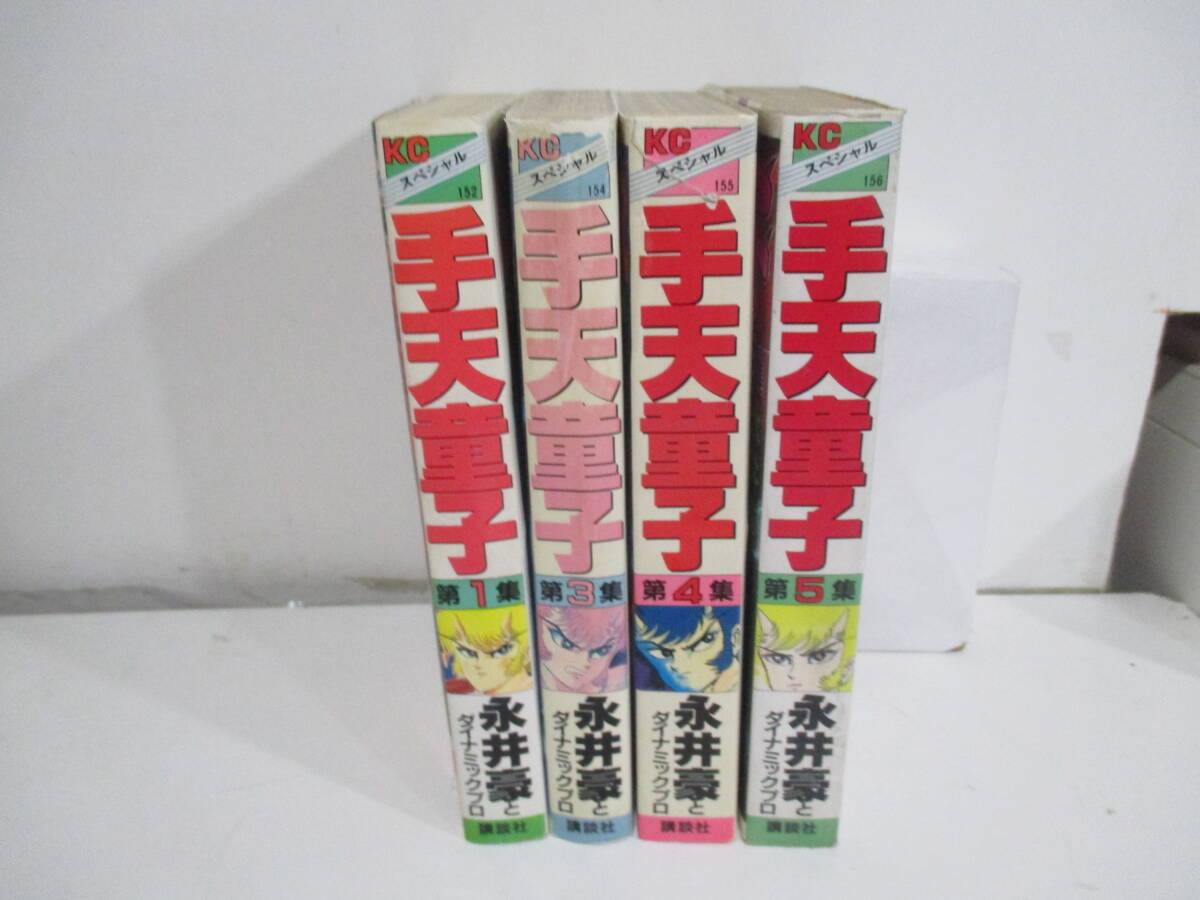 KC
スペシャル
152
手天童子
第1集
永井豪と
ダイナミックプロ
講談社
KC
スペシャル
154
手天童子
第3集
永井豪と
ダイナミックプロ
講談社
KC
スペシャル
155
手天童子
第4集
永井豪と
ダイナミックプロ
講談社
KC
スペシャル
156
手天童子
第5集
永井豪と
ダイナミックプロ
講談社